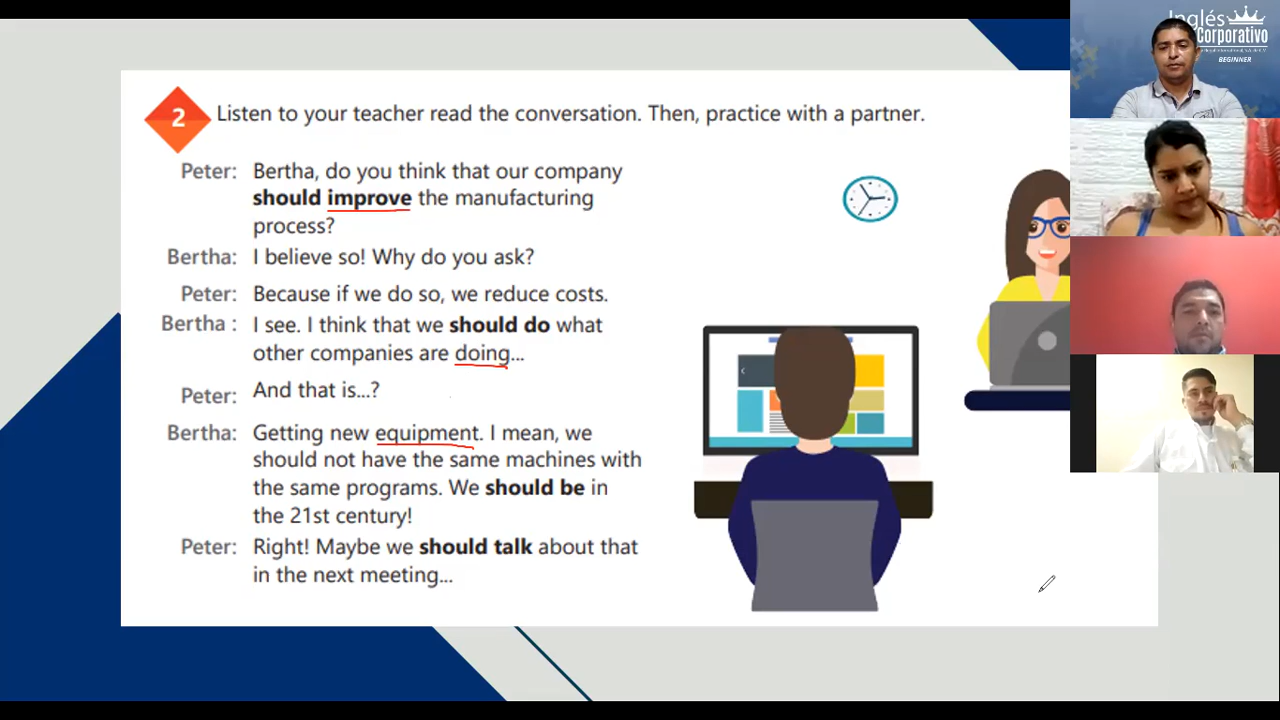 2 Listen to your teacher read the conversation. Then, practice with a partner.
Peter: Bertha, do you think that our company
should improve the manufacturing
process?
Bertha: I believe so! Why do you ask?
Peter: Because if we do so, we reduce costs.
Bertha : I see. I think that we should do what
other companies are doing...
Peter: And that is...?
Bertha: Getting new equipment. I mean, we
should not have the same machines with
the same programs. We should be in
the 21st century!
Peter: Right! Maybe we should talk about that
in the next meeting...
Inglés
Corporativo
BEGINNER